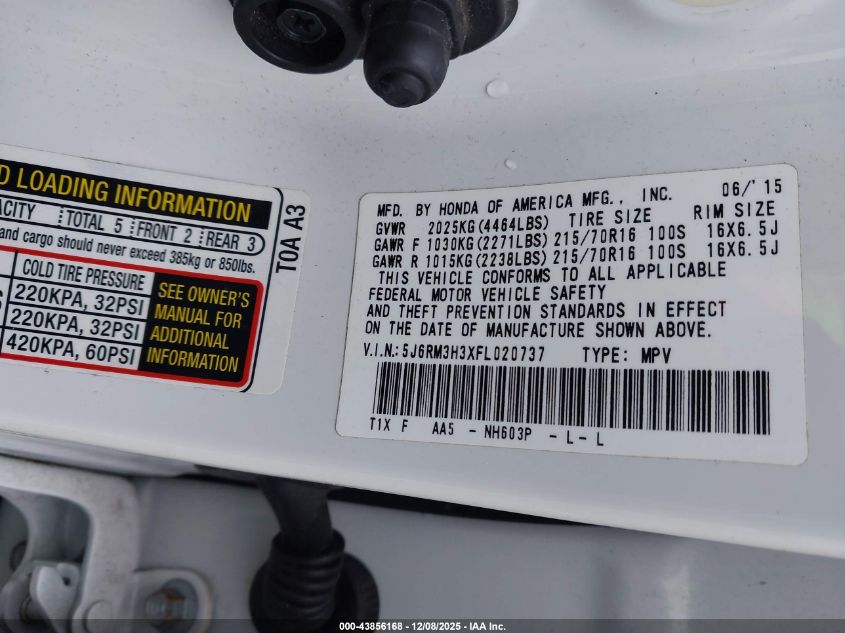 D LOADING INFORMATION
ACITY TOTAL 5 FRONT 2 REAR 3
and cargo should never exceed 385kg or 850lbs.
COLD TIRE PRESSURE
220KPA, 32PSI
220KPA, 32PSI
420KPA, 60PSI
SEE OWNER'S
MANUAL FOR
ADDITIONAL
INFORMATION
T0A A3
MFD. BY HONDA OF AMERICA MFG., INC. 06/'15
GVWR 2025KG(4464LBS) TIRE SIZE RIM SIZE
GAWR F 1030KG(2271LBS) 215/70R16 100S 16X6.5J
GAWR R 1015KG(2238LBS) 215/70R16 100S 16X6.5J
THIS VEHICLE CONFORMS TO ALL APPLICABLE
FEDERAL MOTOR VEHICLE SAFETY
AND THEFT PREVENTION STANDARDS IN EFFECT
ON THE DATE OF MANUFACTURE SHOWN ABOVE.
V.I.N.:5J6RM3H3XFL020737 TYPE: MPV
T1X F AA5 - NH603P - L- L
000-43856168 - 12/08/2025 - IAA Inc.